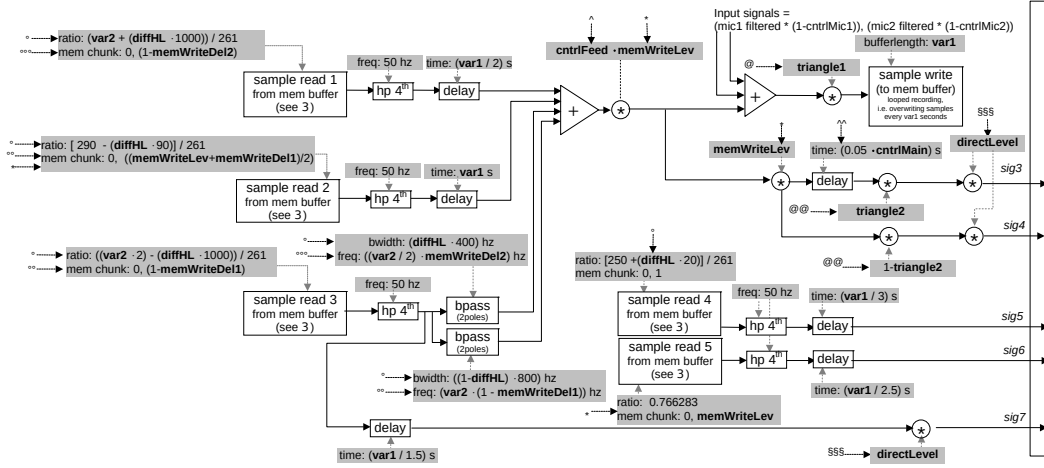 Input signals =
(mic1 filtered * (1-cntrlMic1)), (mic2 filtered * (1-cntrlMic2))
° ratio: (var2 + (diffHL ·1000)) / 261
°°° mem chunk: 0, (1-memWriteDel2)
^ *
cntrlFeed ·memWriteLev
bufferlength: var1
@ triangle1
sample read 1
from mem buffer
(see 3)
freq: 50 hz
time: (var1 / 2) s
hp 4th
delay
+
*
+
*
sample write
(to mem buffer)
looped recording,
i.e. overwriting samples
every var1 seconds
° ratio: [ 290 - (diffHL ·90)] / 261
°° mem chunk: 0, ((memWriteLev+memWriteDel1)/2)
*
sample read 2
from mem buffer
(see 3)
freq: 50 hz
time: var1 s
hp 4th
delay
*
memWriteLev
^^
time: (0.05 ·cntrlMain) s
§§§
directLevel
*
delay
*
*
sig3
@@ triangle2
*
*
sig4
@@ 1-triangle2
° ratio: ((var2 ·2) - (diffHL ·1000)) / 261
°° mem chunk: 0, (1-memWriteDel1)
° bwidth: (diffHL ·400) hz
°°° freq: ((var2 / 2) ·memWriteDel2) hz
sample read 3
from mem buffer
(see 3)
freq: 50 hz
hp 4th
bpass
(2poles)
bpass
(2poles)
° bwidth: ((1-diffHL) ·800) hz
°° freq: (var2 ·(1 - memWriteDel1)) hz
°
ratio: [250 +(diffHL ·20)] / 261
mem chunk: 0, 1
sample read 4
from mem buffer
(see 3)
freq: 50 hz
time: (var1 / 3) s
hp 4th
delay
sig5
sample read 5
from mem buffer
(see 3)
hp 4th
delay
sig6
time: (var1 / 2.5) s
ratio: 0.766283
* mem chunk: 0, memWriteLev
delay
time: (var1 / 1.5) s
*
sig7
§§§ directLevel